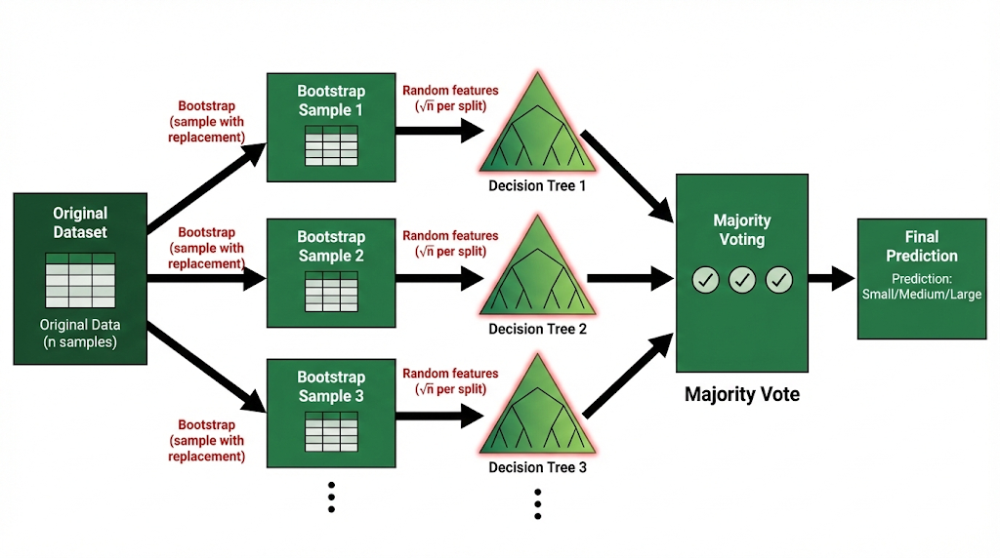 Original
Dataset
Original Data
(n samples)
Bootstrap
(sample with
replacement)
Bootstrap
Sample 1
Random features
(√n per split)
Decision Tree 1
Bootstrap
(sample with
replacement)
Bootstrap
Sample 2
Random features
(√n per split)
Decision Tree 2
Bootstrap
(sample with
replacement)
Bootstrap
Sample 3
Random features
(√n per split)
Decision Tree 3
Majority
Voting
Majority Vote
Final
Prediction
Prediction:
Small/Medium/Large